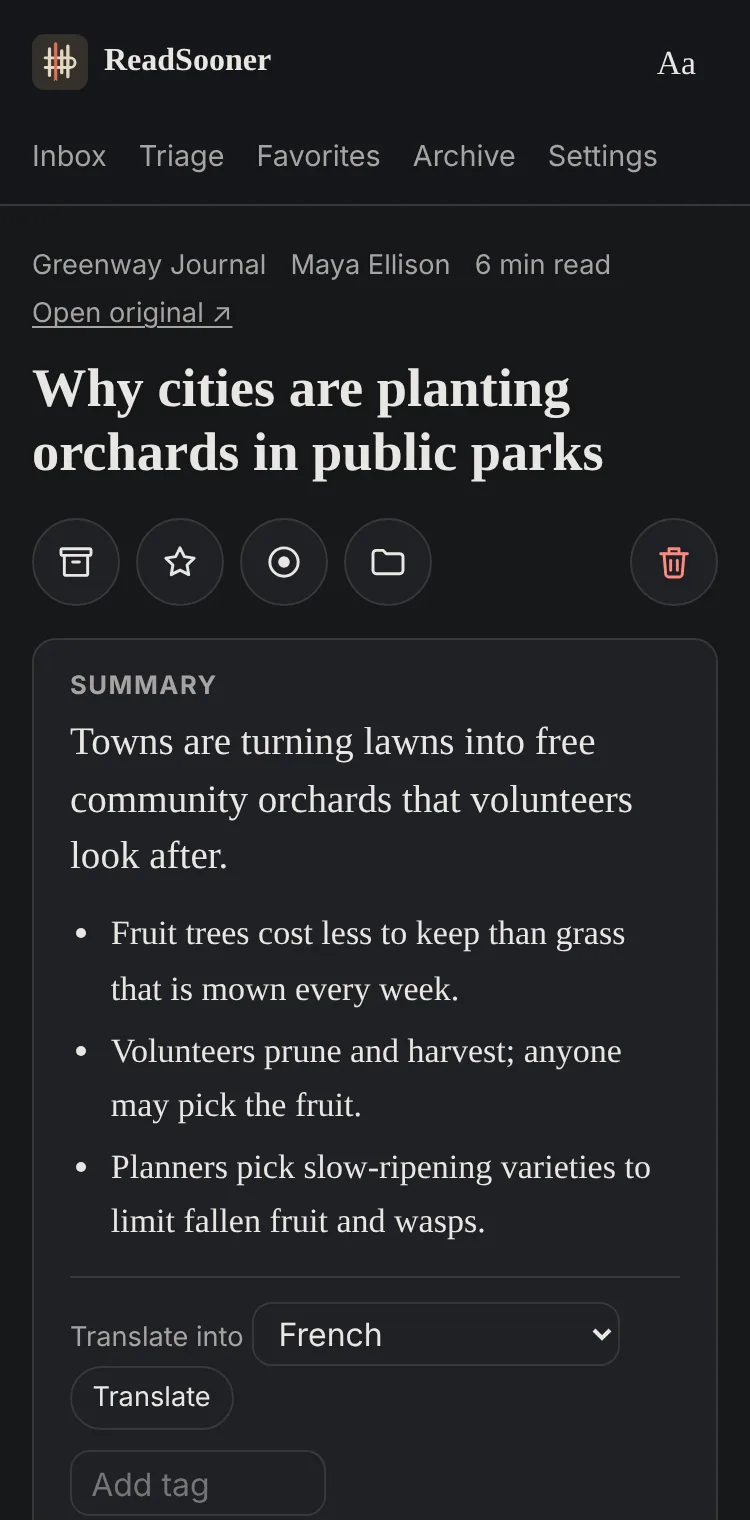 ReadSooner
Aa
Inbox Triage Favorites Archive Settings
Greenway Journal Maya Ellison 6 min read
Open original ↗
Why cities are planting
orchards in public parks
SUMMARY
Towns are turning lawns into free
community orchards that volunteers
look after.
• Fruit trees cost less to keep than grass
that is mown every week.
• Volunteers prune and harvest; anyone
may pick the fruit.
• Planners pick slow-ripening varieties to
limit fallen fruit and wasps.
Translate into French
Translate
Add tag